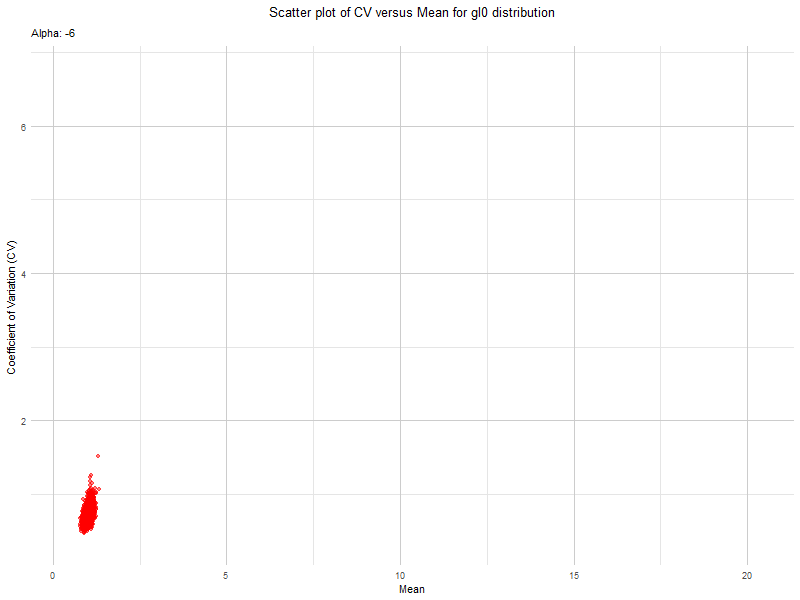 Scatter plot of CV versus Mean for gI0 distribution
Alpha: -6
6
4
2
Coefficient of Variation (CV)
0 5 10 15 20
Mean